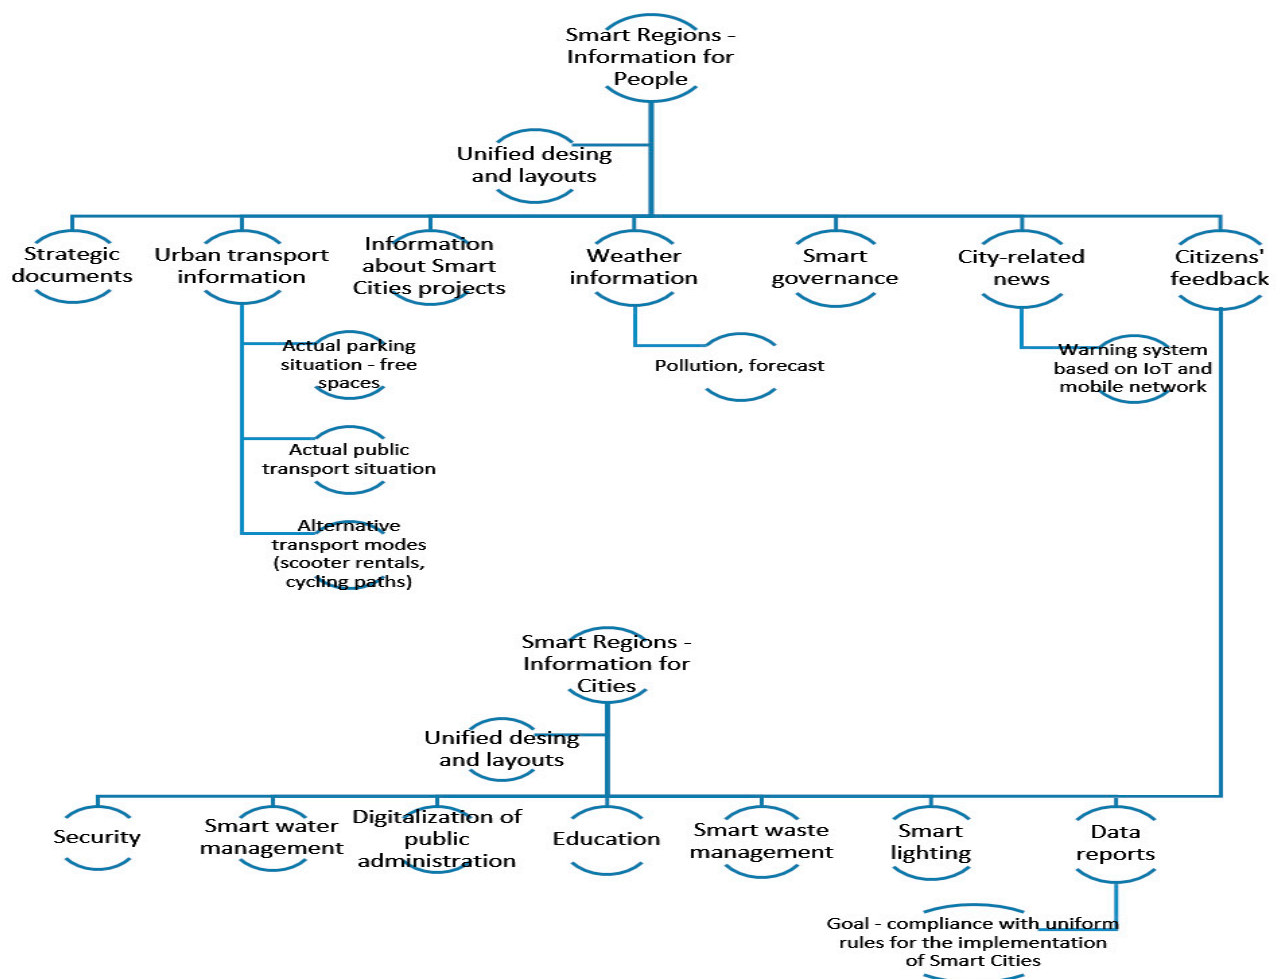 Smart Regions -
Information for
People
Unified desing
and layouts
Strategic
documents
Urban transport
information
Information
about Smart
Cities projects
Weather
information
Smart
governance
City-related
news
Citizens'
feedback
Actual parking
situation - free
spaces
Actual public
transport situation
Alternative
transport modes
(scooter rentals,
cycling paths)
Pollution, forecast
Warning system
based on IoT and
mobile network
Smart Regions -
Information for
Cities
Unified desing
and layouts
Security
Smart water
management
Digitalization of
public
administration
Education
Smart waste
management
Smart
lighting
Data
reports
Goal - compliance with uniform
rules for the implementation
of Smart Cities